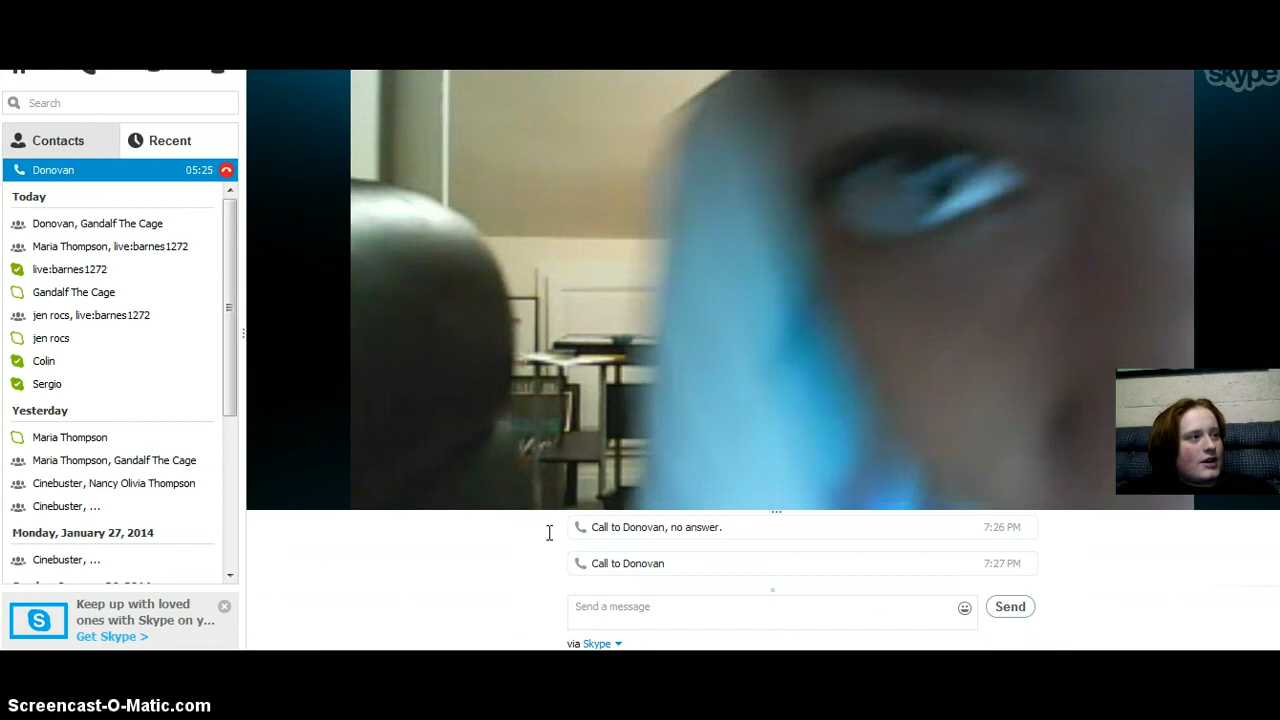 skype
Search
Contacts
Recent
Donovan 05:25
Today
Donovan, Gandalf The Cage
Maria Thompson, live:barnes1272
live:barnes1272
Gandalf The Cage
jen rocs, live:barnes1272
jen rocs
Colin
Sergio
Yesterday
Maria Thompson
Maria Thompson, Gandalf The Cage
Cinebuster, Nancy Olivia Thompson
Cinebuster, ...
Monday, January 27, 2014
Cinebuster, ...
Keep up with loved
ones with Skype on y...
Get Skype >
Call to Donovan, no answer. 7:26 PM
Call to Donovan 7:27 PM
Send a message
Send
via Skype
Screencast-O-Matic.com